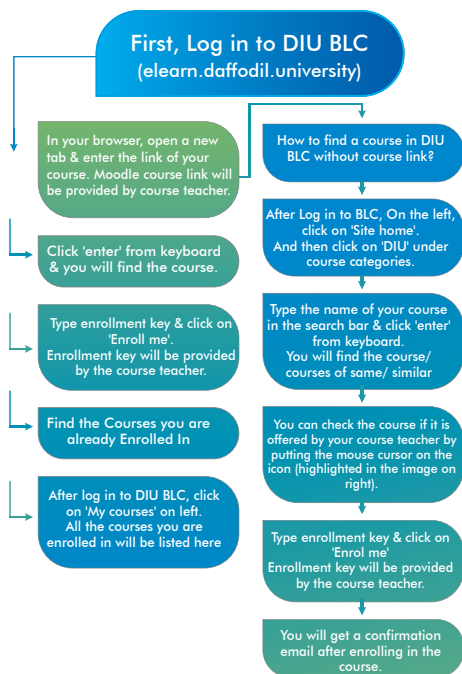 First, Log in to DIU BLC
(elearn.daffodil.university)
In your browser, open a new
tab & enter the link of your
course. Moodle course link will
be provided by course teacher.
Click 'enter' from keyboard
& you will find the course.
Type enrollment key & click on
'Enroll me'.
Enrollment key will be provided
by the course teacher.
Find the Courses you are
already Enrolled In
After log in to DIU BLC, click
on 'My courses' on left.
All the courses you are
enrolled in will be listed here
How to find a course in DIU
BLC without course link?
After Log in to BLC, On the left,
click on 'Site home'.
And then click on 'DIU' under
course categories.
Type the name of your course
in the search bar & click 'enter'
from keyboard.
You will find the course/
courses of same/ similar
You can check the course if it is
offered by your course teacher by
putting the mouse cursor on the
icon (highlighted in the image on
right).
Type enrollment key & click on
'Enrol me'
Enrollment key will be provided
by the course teacher.
You will get a confirmation
email after enrolling in the
course.